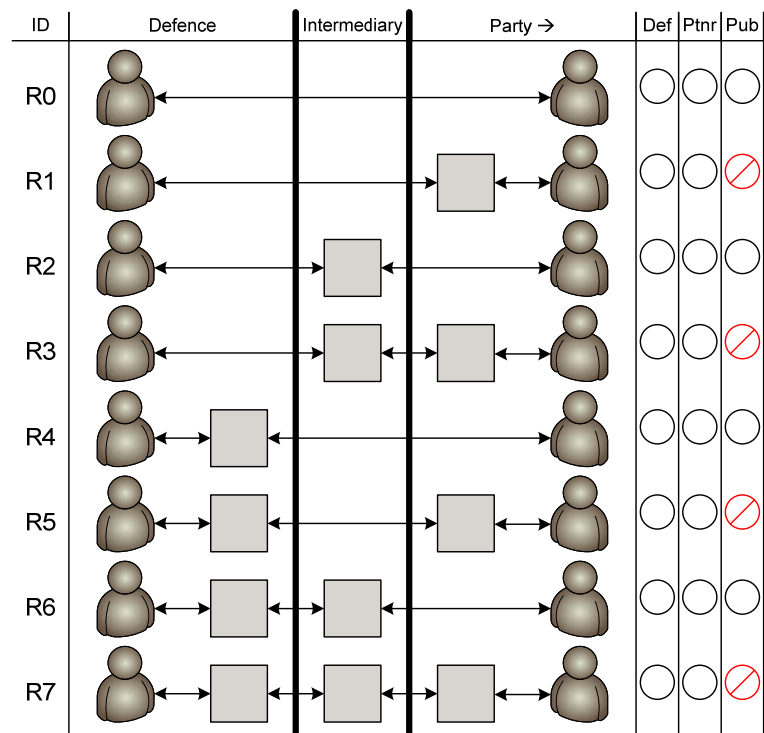 ID Defence Intermediary Party → Def Ptnr Pub
R0
R1
R2
R3
R4
R5
R6
R7